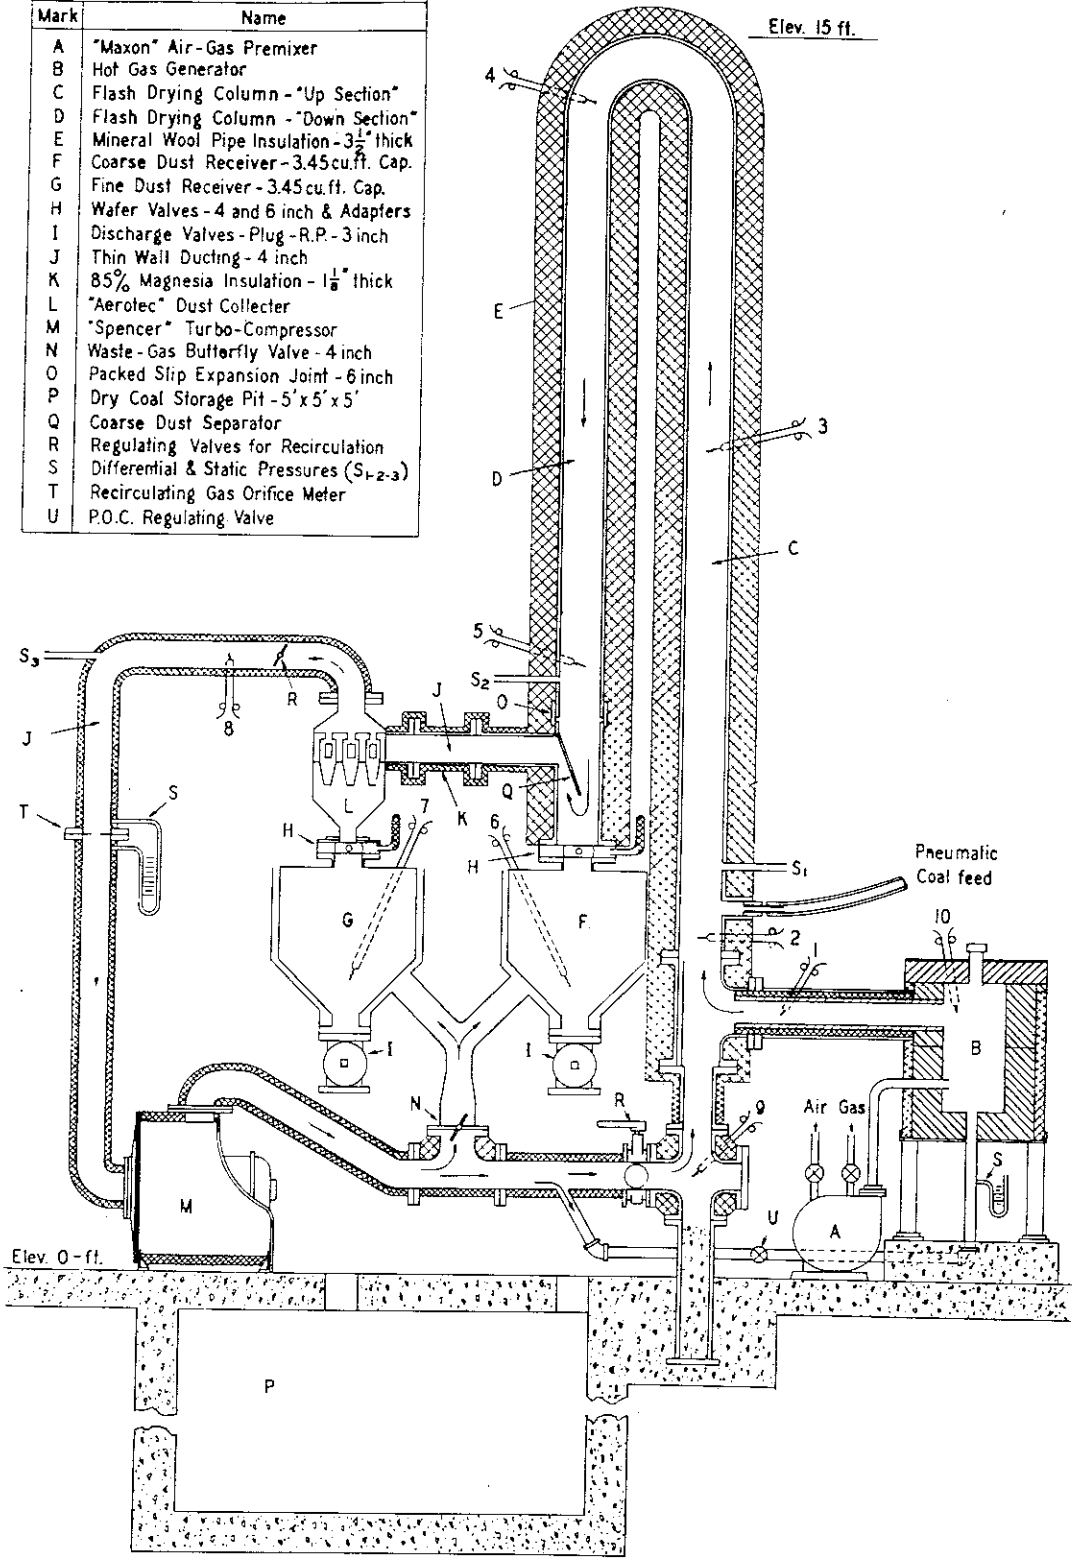 Mark Name
A "Maxon" Air-Gas Premixer
B Hot Gas Generator
C Flash Drying Column - "Up Section"
D Flash Drying Column - "Down Section"
E Mineral Wool Pipe Insulation - 3 1/2" thick
F Coarse Dust Receiver - 3.45 cu.ft. Cap.
G Fine Dust Receiver - 3.45 cu.ft. Cap.
H Wafer Valves - 4 and 6 inch & Adapters
I Discharge Valves - Plug - R.P. - 3 inch
J Thin Wall Ducting - 4 inch
K 85% Magnesia Insulation - 1 1/8" thick
L "Aerotec" Dust Collecter
M "Spencer" Turbo-Compressor
N Waste-Gas Butterfly Valve - 4 inch
O Packed Slip Expansion Joint - 6 inch
P Dry Coal Storage Pit - 5' x 5' x 5'
Q Coarse Dust Separator
R Regulating Valves for Recirculation
S Differential & Static Pressures (S1-2-3)
T Recirculating Gas Orifice Meter
U P.O.C. Regulating Valve
Elev. 15 ft.
4
E
3
D
C
5
S3
S2
R
O
J
8
J
Q
S
L
K
7
T
H
6
H
S1
Pneumatic
Coal feed
G
F
10
2
1
B
I
I
N
R
9
Air Gas
S
M
U
A
Elev. 0-ft.
P